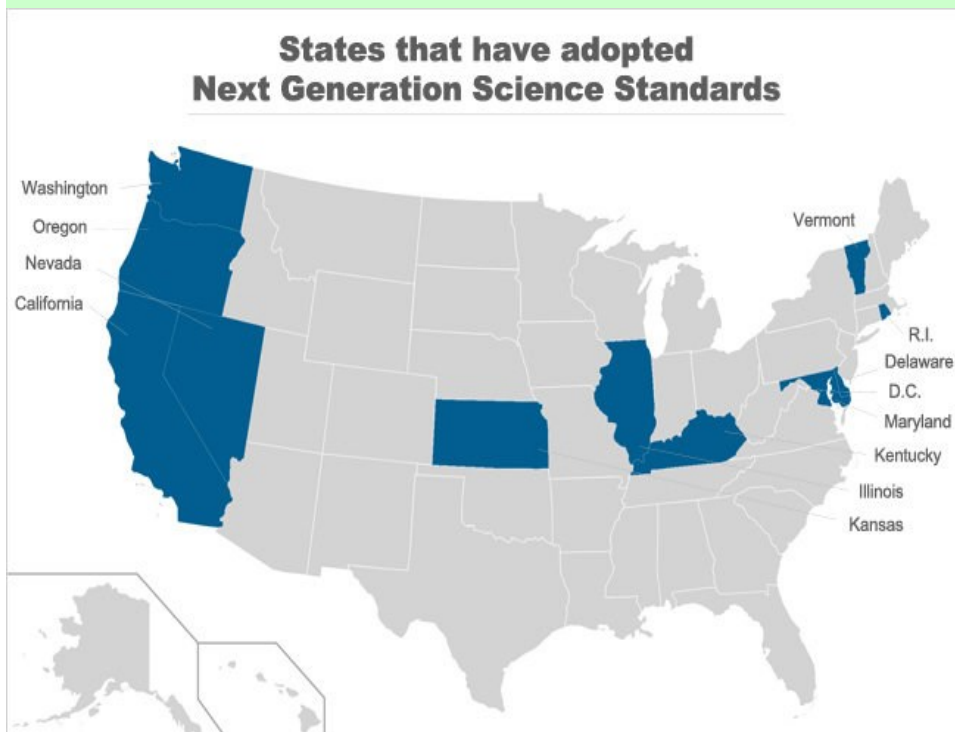 States that have adopted
Next Generation Science Standards
Washington
Oregon
Nevada
California
Vermont
R.I.
Delaware
D.C.
Maryland
Kentucky
Illinois
Kansas